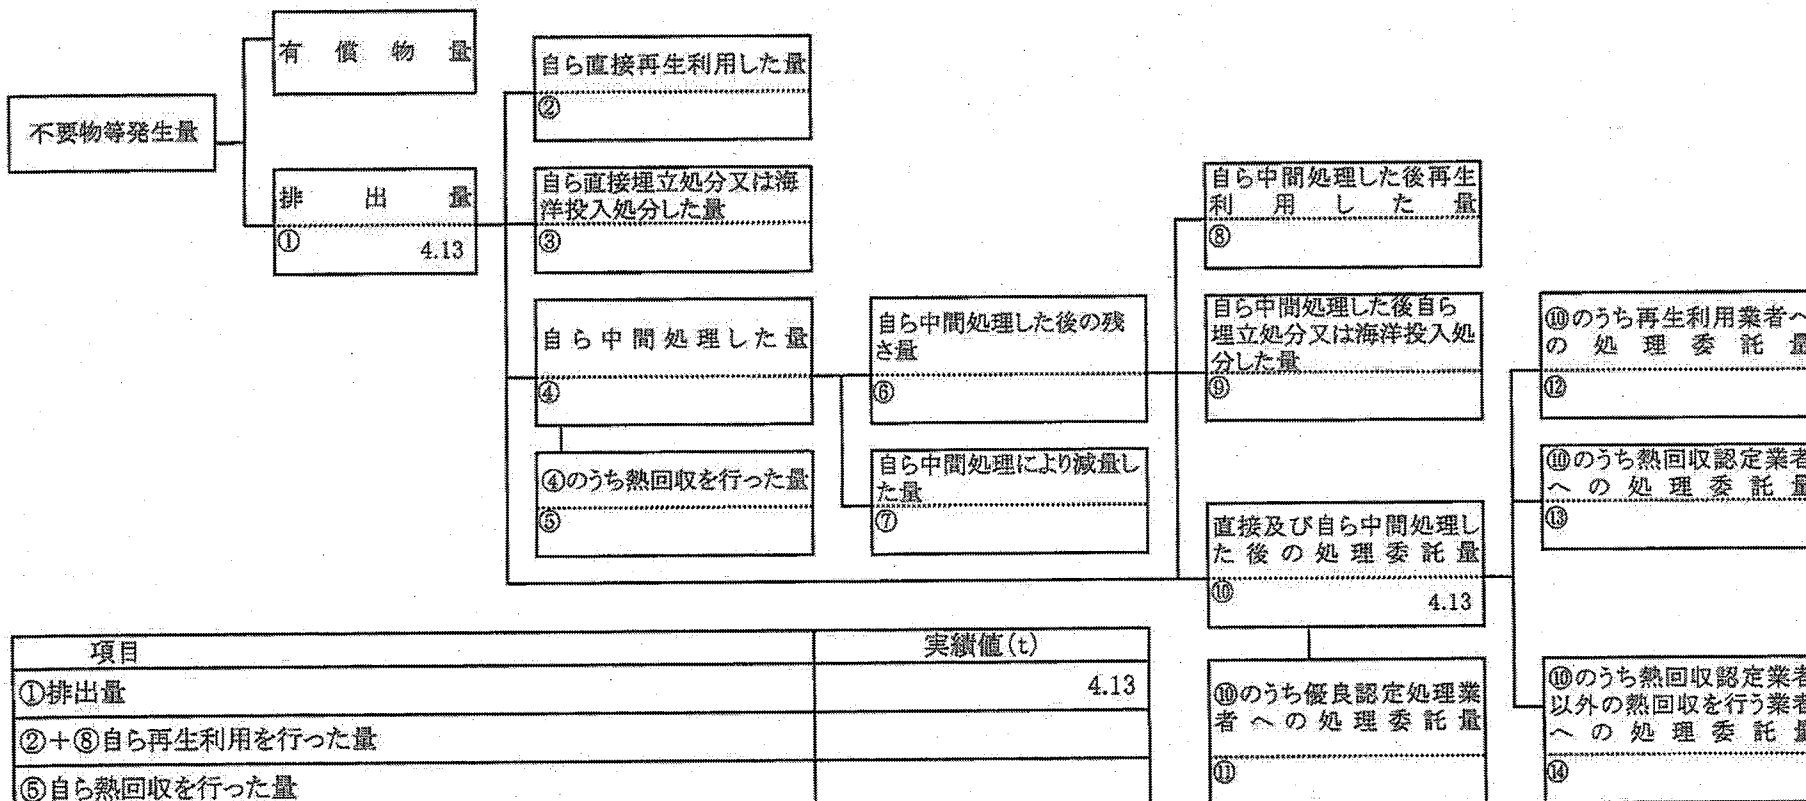 有償物量
不要物等発生量
排出量
① 4.13
自ら直接再生利用した量
②
自ら直接埋立処分又は海
洋投入処分した量
③
自ら中間処理した量
④
④のうち熱回収を行った量
⑤
自ら中間処理した後の残
さ量
⑥
自ら中間処理により減量し
た量
⑦
自ら中間処理した後再生
利用した量
⑧
自ら中間処理した後自ら
埋立処分又は海洋投入処
分した量
⑨
直接及び自ら中間処理し
た後の処理委託量
⑩ 4.13
⑩のうち優良認定処理業
者への処理委託量
⑪
⑩のうち再生利用業者へ
の処理委託量
⑫
⑩のうち熱回収認定業者
への処理委託量
⑬
⑩のうち熱回収認定業者
以外の熱回収を行う業者
への処理委託量
⑭
項目 実績値(t)
①排出量 4.13
②+⑧自ら再生利用を行った量
⑤自ら熱回収を行った量